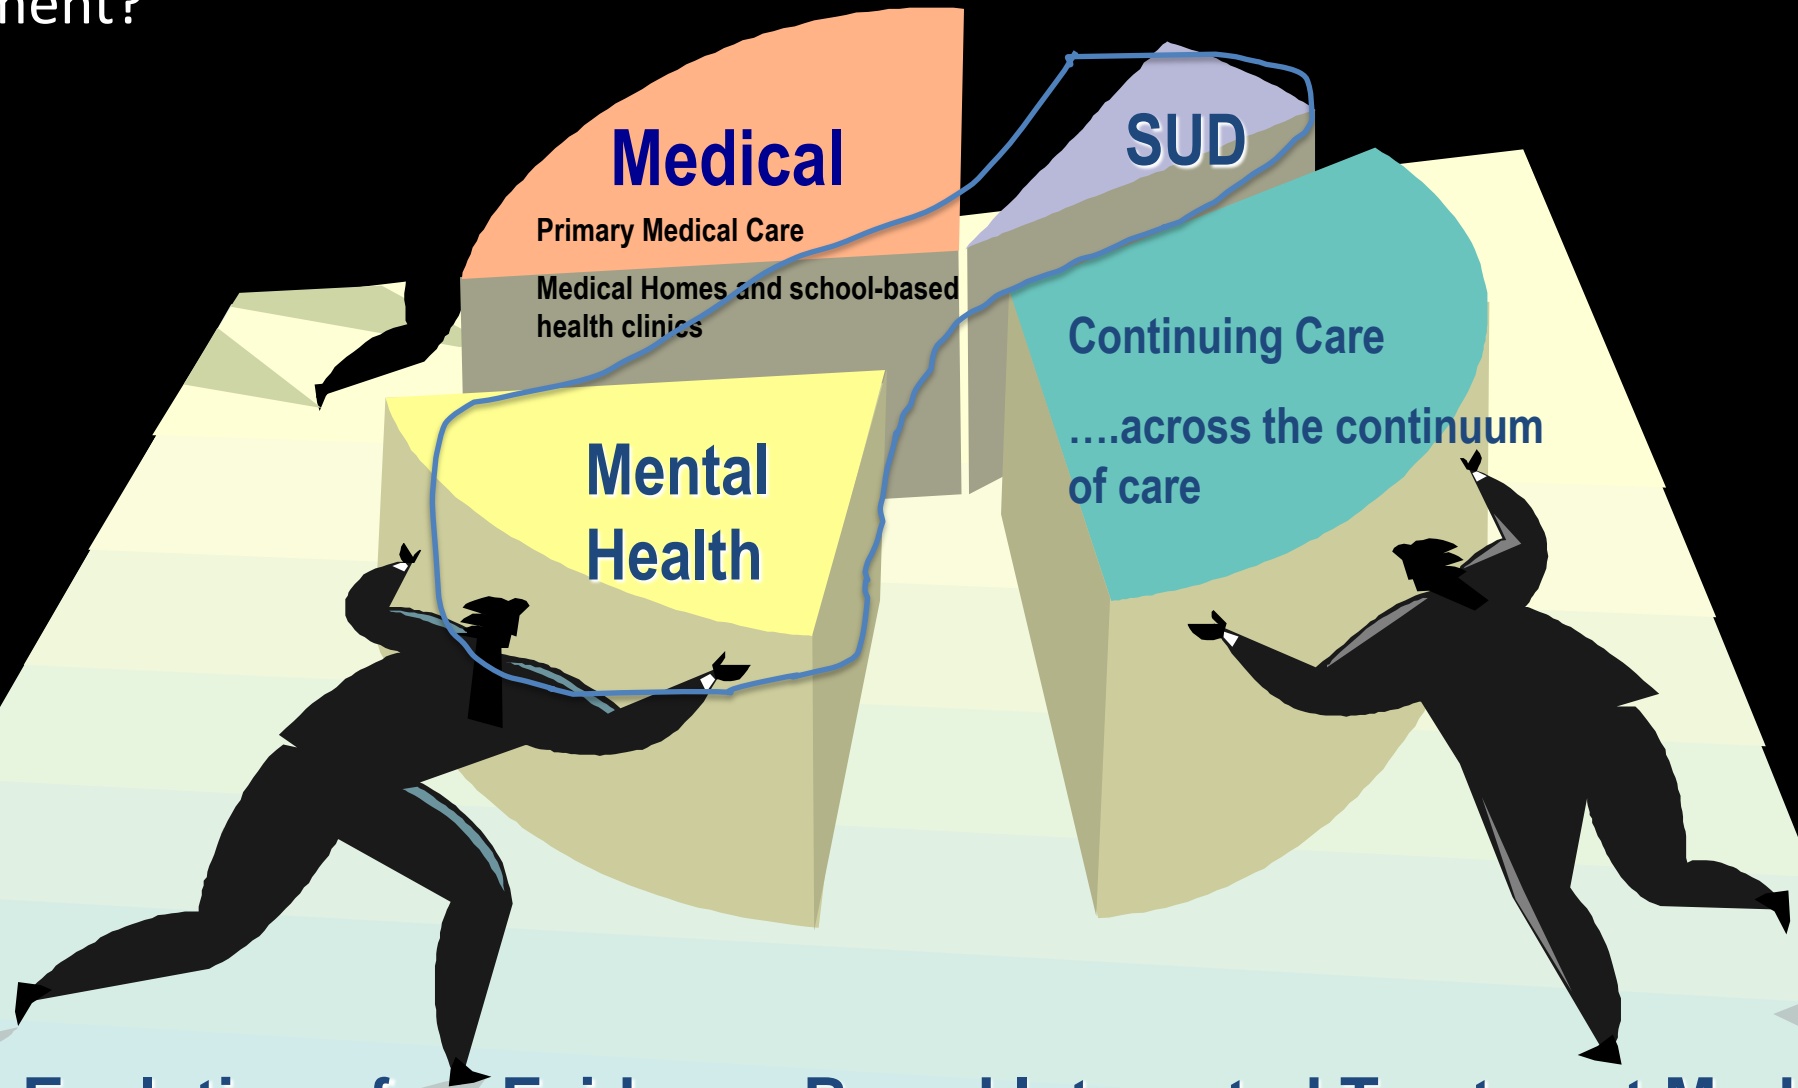 Medical
SUD
Primary Medical Care
Medical Homes and school-based
health clinics
Continuing Care
….across the continuum
of care
Mental
Health